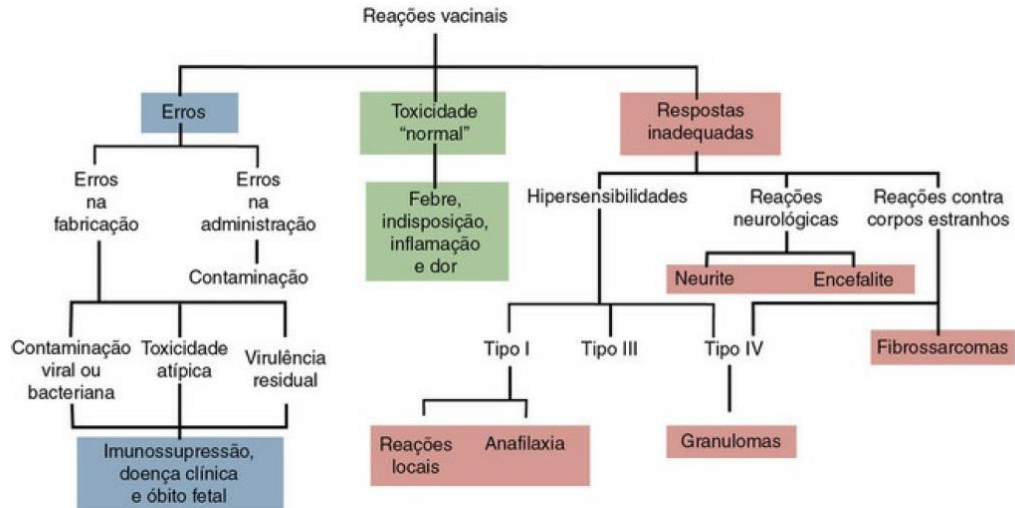 Reações vacinais
Erros
Toxicidade
“normal”
Respostas
inadequadas
Erros
na
fabricação
Erros
na
administração
Contaminação
Febre,
indisposição,
inflamação
e dor
Hipersensibilidades
Reações
neurológicas
Reações contra
corpos estranhos
Neurite
Encefalite
Contaminação
viral ou
bacteriana
Toxicidade
atípica
Virulência
residual
Tipo I
Tipo III
Tipo IV
Fibrossarcomas
Reações
locais
Anafilaxia
Granulomas
Imunossupressão,
doença clínica
e óbito fetal